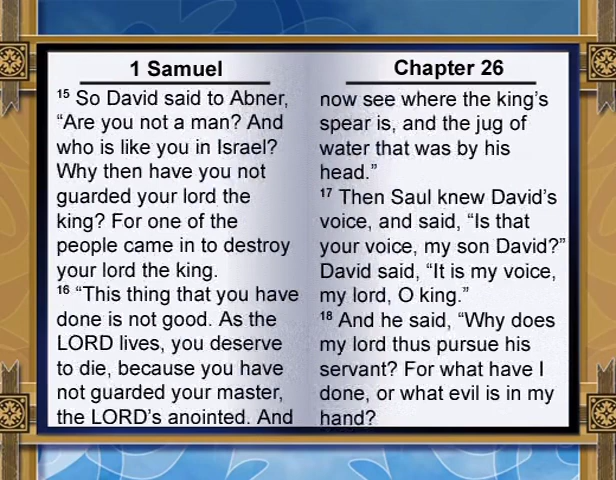 1 Samuel
¹⁵ So David said to Abner,
“Are you not a man? And
who is like you in Israel?
Why then have you not
guarded your lord the
king? For one of the
people came in to destroy
your lord the king.
¹⁶ “This thing that you have
done is not good. As the
LORD lives, you deserve
to die, because you have
not guarded your master,
the LORD’s anointed. And
Chapter 26
now see where the king’s
spear is, and the jug of
water that was by his
head.”
¹⁷ Then Saul knew David’s
voice, and said, “Is that
your voice, my son David?”
David said, “It is my voice,
my lord, O king.”
¹⁸ And he said, “Why does
my lord thus pursue his
servant? For what have I
done, or what evil is in my
hand?